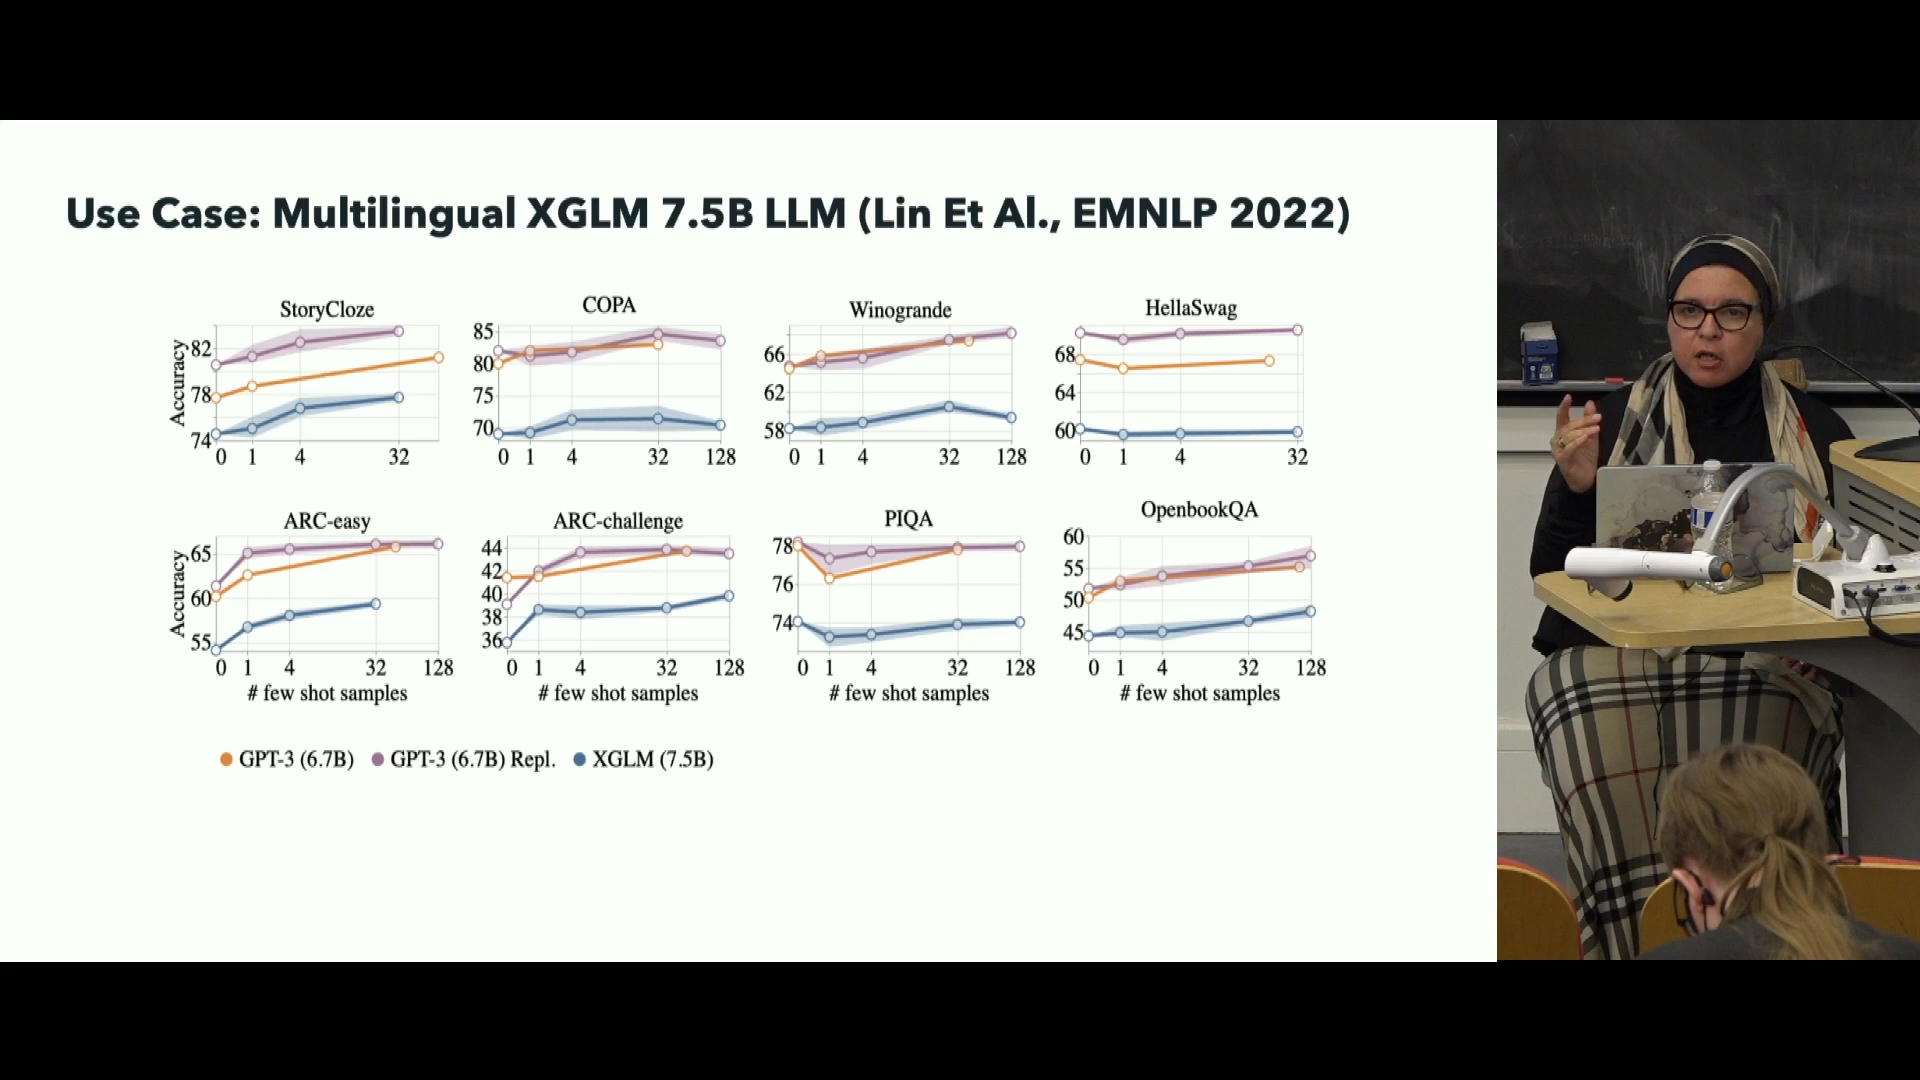 Use Case: Multilingual XGLM 7.5B LLM (Lin Et Al., EMNLP 2022)
StoryCloze COPA Winogrande HellaSwag
Accuracy
82
78
74
0 1 4 32
85
80
75
70
0 1 4 32 128
66
62
58
0 1 4 32 128
68
64
60
0 1 4 32
ARC-easy ARC-challenge PIQA OpenbookQA
Accuracy
65
60
55
0 1 4 32 128
44
42
40
38
36
0 1 4 32 128
78
76
74
0 1 4 32 128
60
55
50
45
0 1 4 32 128
# few shot samples # few shot samples # few shot samples # few shot samples
GPT-3 (6.7B) GPT-3 (6.7B) Repl. XGLM (7.5B)